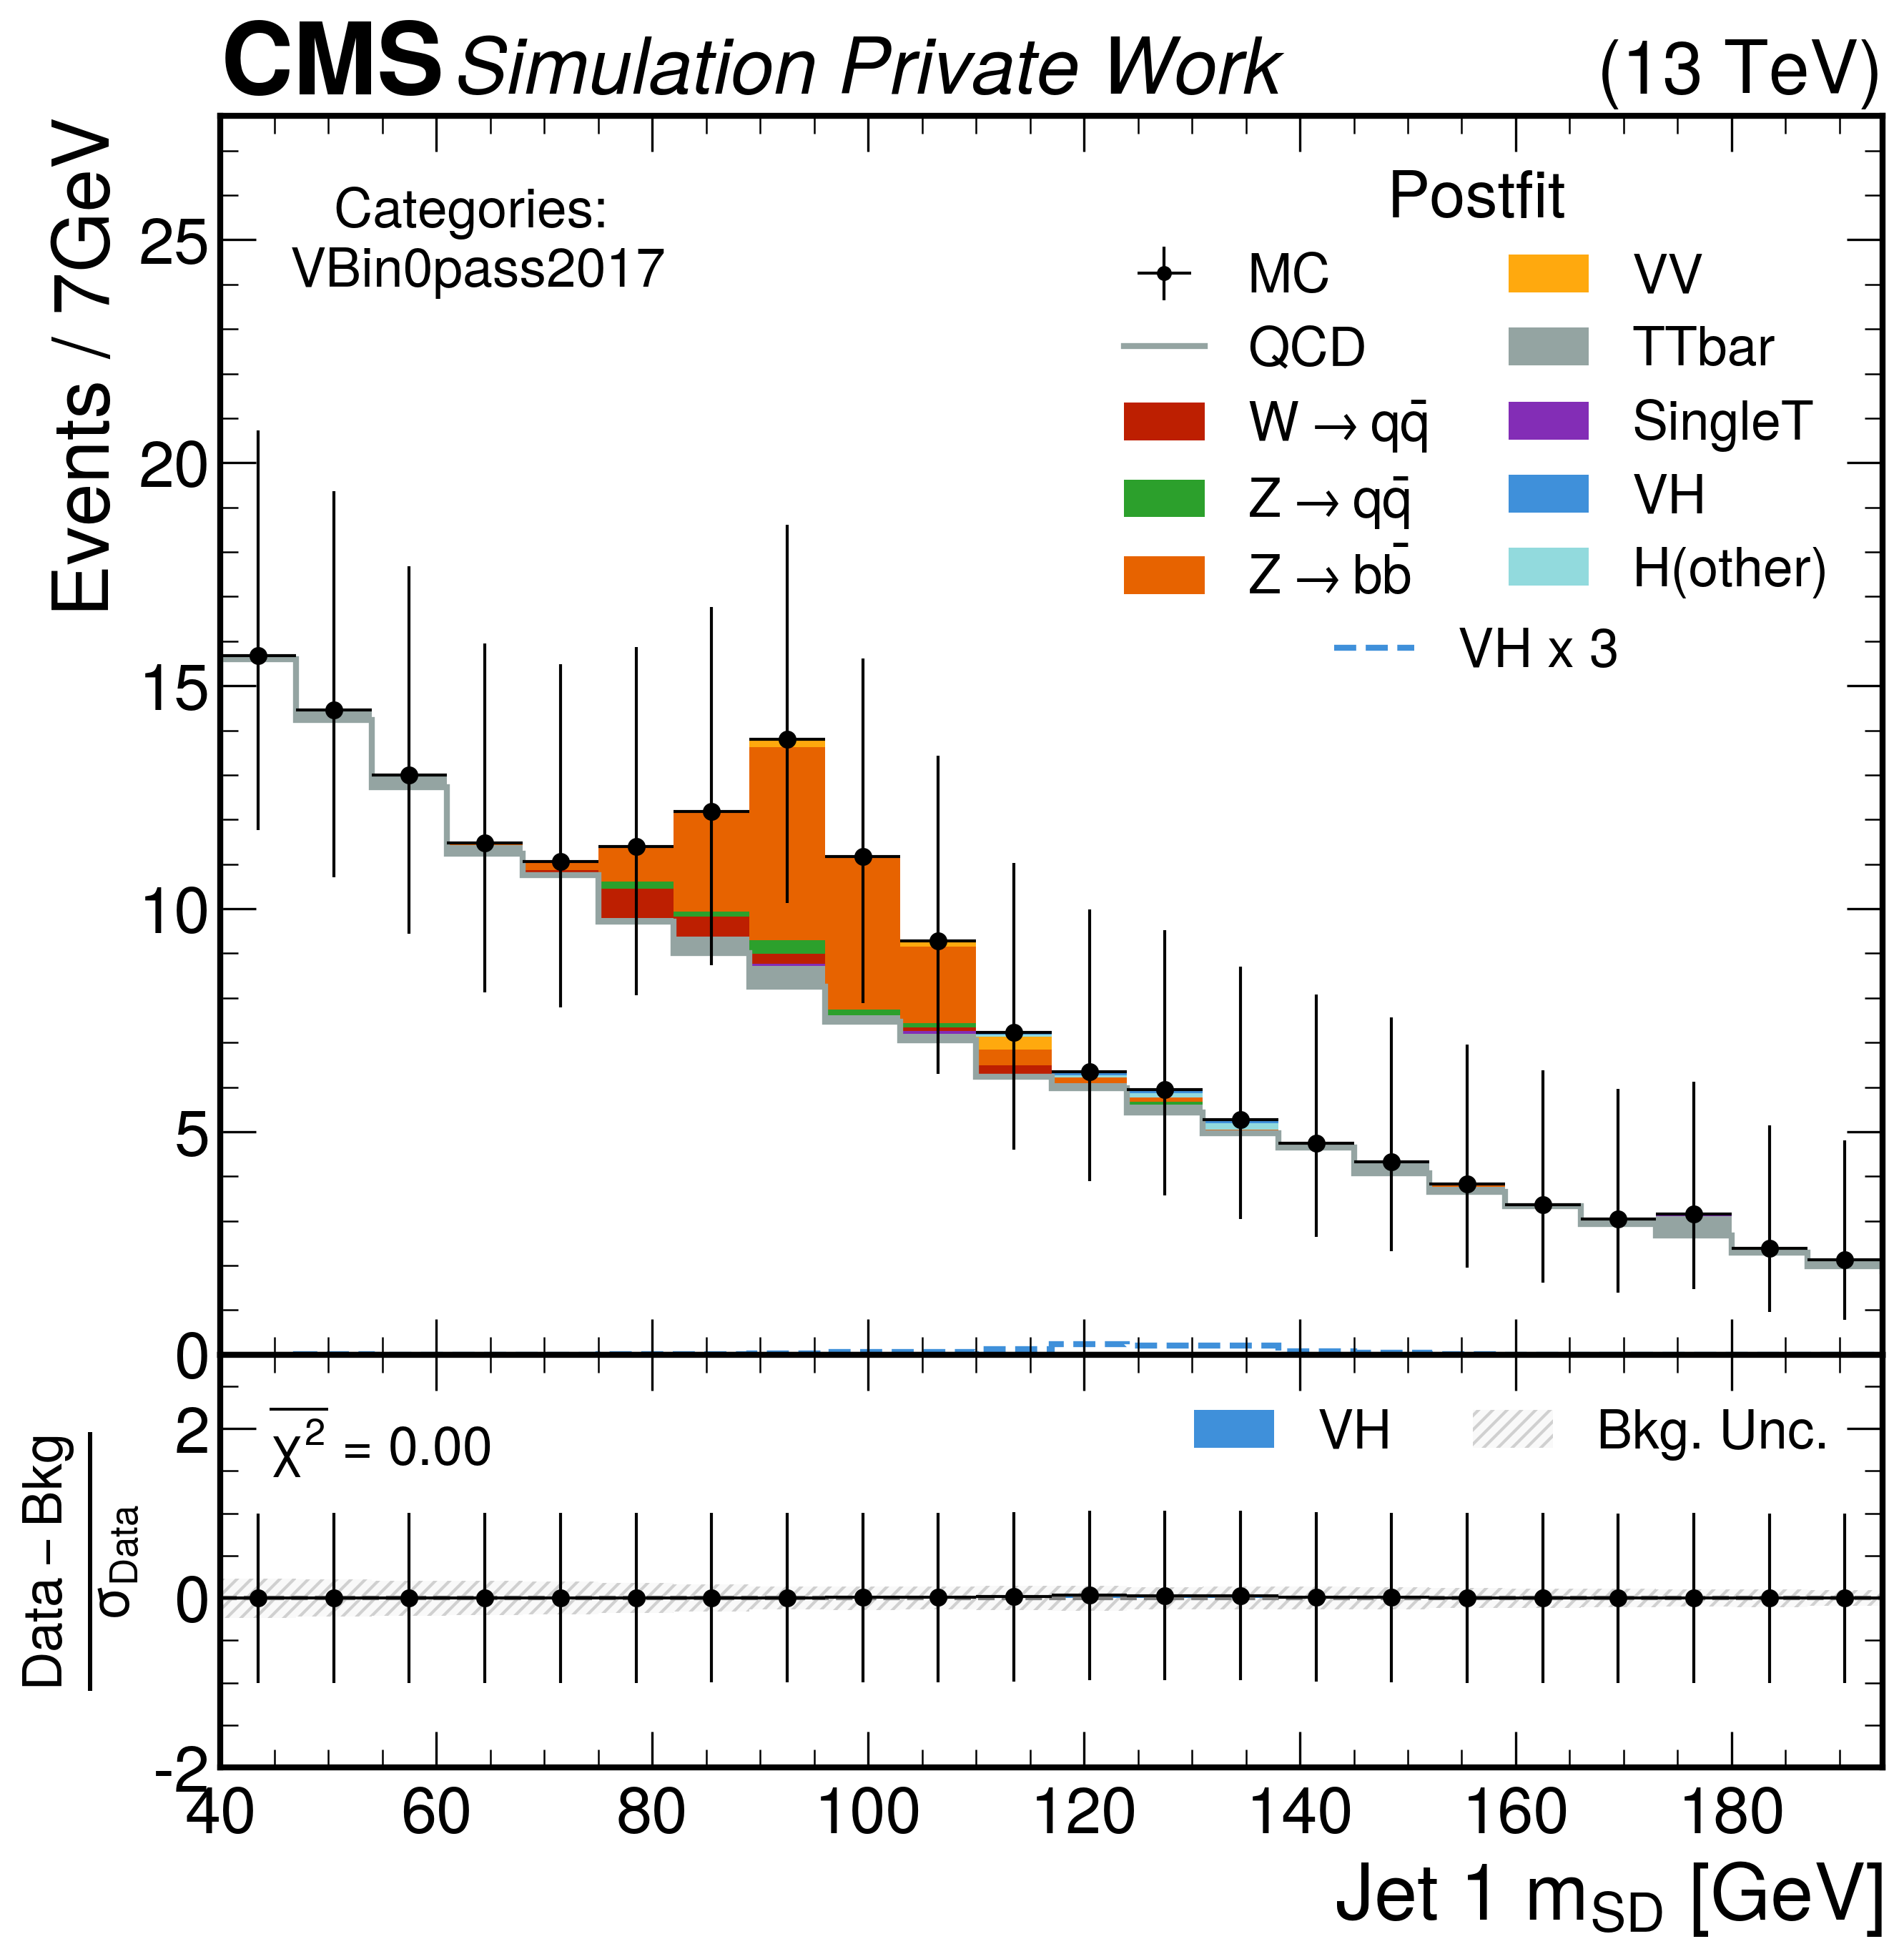 CMS Simulation Private Work (13 TeV)
Events / 7GeV
Categories:
VBin0pass2017
Postfit
MC
QCD
W → qq̄
Z → qq̄
Z → bb̄
VV
TTbar
SingleT
VH
H(other)
VH x 3
25
20
15
10
5
0
Data – Bkg
σData
χ² = 0.00
VH
Bkg. Unc.
2
0
-2
40 60 80 100 120 140 160 180
Jet 1 mSD [GeV]